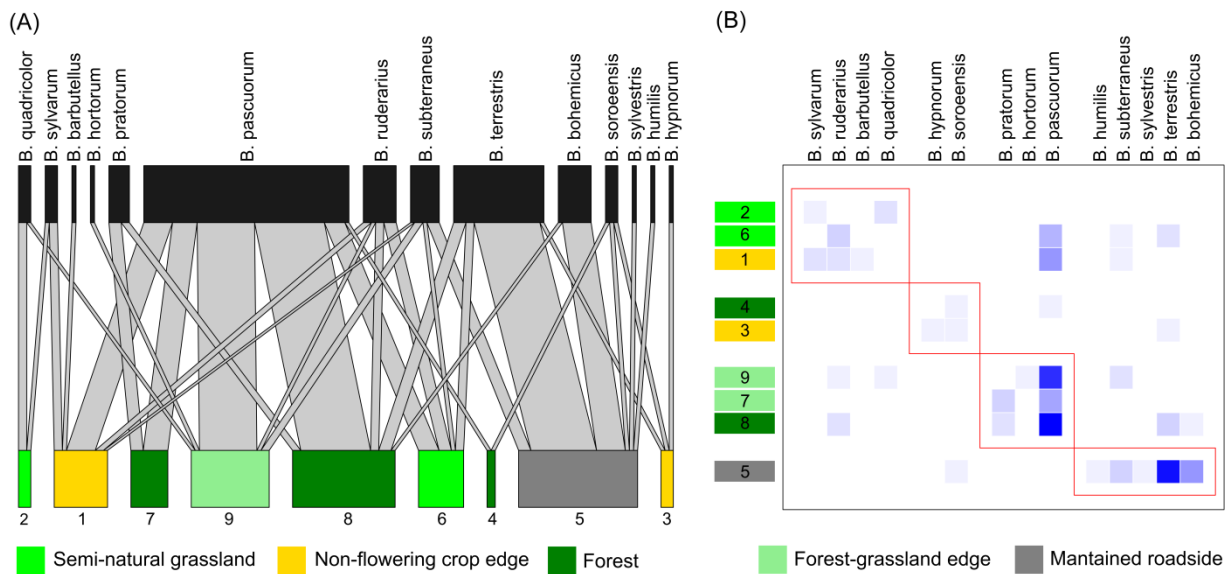 (A)
B. quadricolor
B. sylvarum
B. barbutellus
B. hortorum
B. pratorum
B. pascuorum
B. ruderarius
B. subterraneus
B. terrestris
B. bohemicus
B. soroeensis
B. sylvestris
B. humilis
B. hypnorum
2 1 7 9 8 6 4 5 3
(B)
B. sylvarum
B. ruderarius
B. barbutellus
B. quadricolor
B. hypnorum
B. soroeensis
B. pratorum
B. hortorum
B. pascuorum
B. humilis
B. subterraneus
B. sylvestris
B. terrestris
B. bohemicus
2
6
1
4
3
9
7
8
5
Semi-natural grassland Non-flowering crop edge Forest Forest-grassland edge Mantained roadside